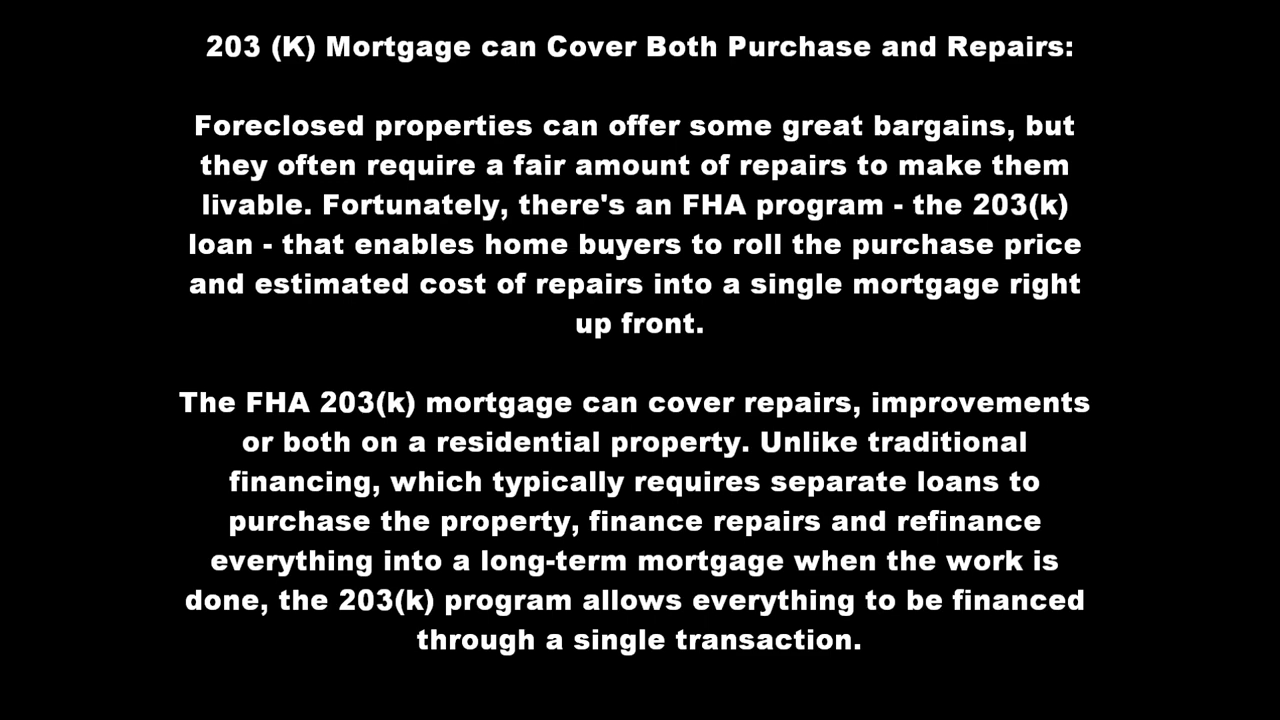 203 (K) Mortgage can Cover Both Purchase and Repairs:
Foreclosed properties can offer some great bargains, but
they often require a fair amount of repairs to make them
livable. Fortunately, there's an FHA program - the 203(k)
loan - that enables home buyers to roll the purchase price
and estimated cost of repairs into a single mortgage right
up front.
The FHA 203(k) mortgage can cover repairs, improvements
or both on a residential property. Unlike traditional
financing, which typically requires separate loans to
purchase the property, finance repairs and refinance
everything into a long-term mortgage when the work is
done, the 203(k) program allows everything to be financed
through a single transaction.